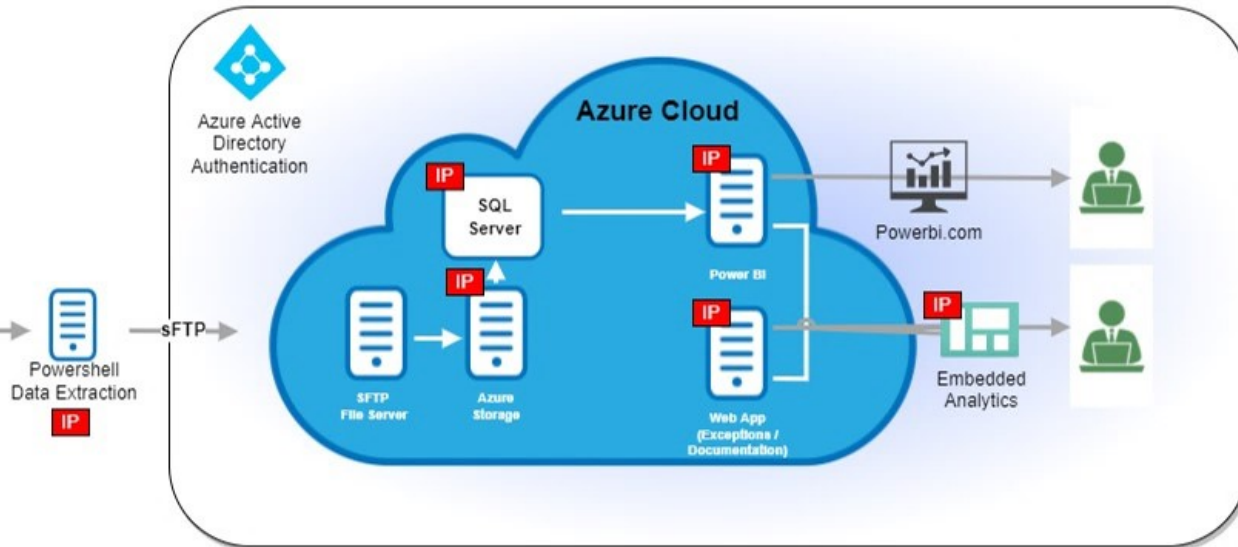 Azure Active
Directory
Authentication
Azure Cloud
IP
SQL
Server
IP
Power BI
Powerbi.com
IP
Powershell
Data Extraction
IP
sFTP
SFTP
File Server
Azure
Storage
IP
Web App
(Exceptions /
Documentation)
IP
Embedded
Analytics